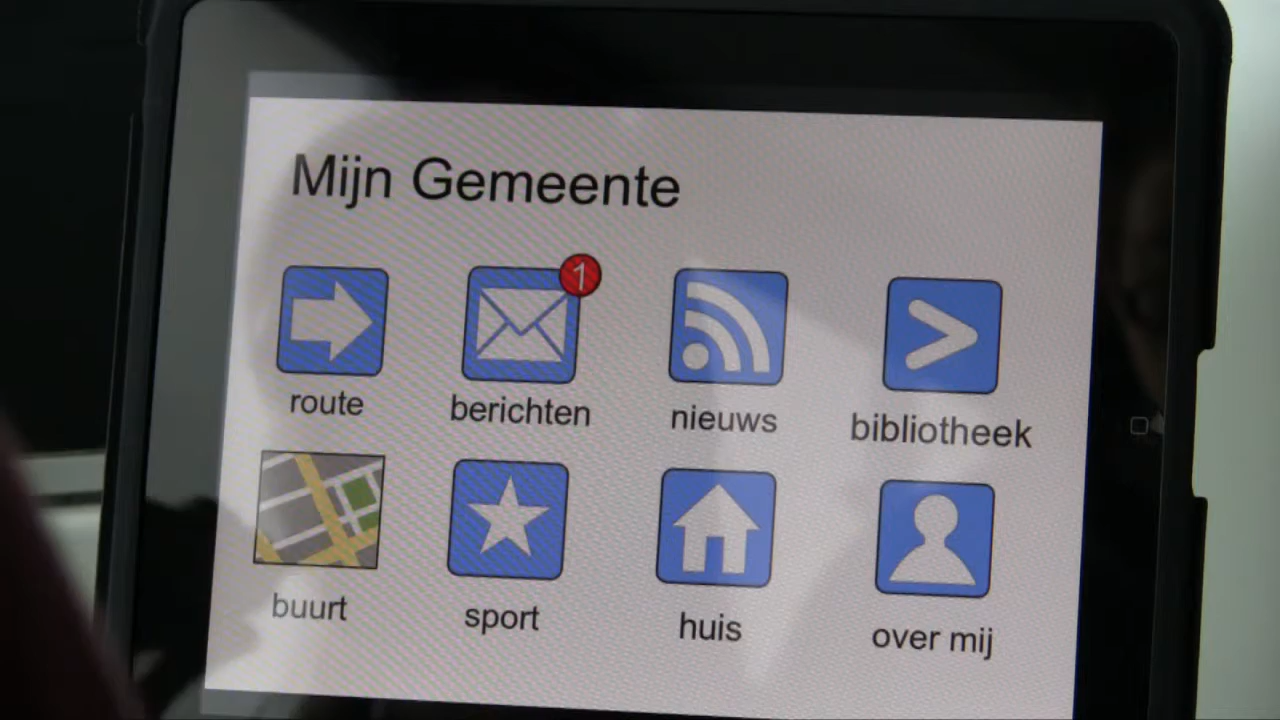 Mijn Gemeente
1
route berichten nieuws bibliotheek
buurt sport huis over mij